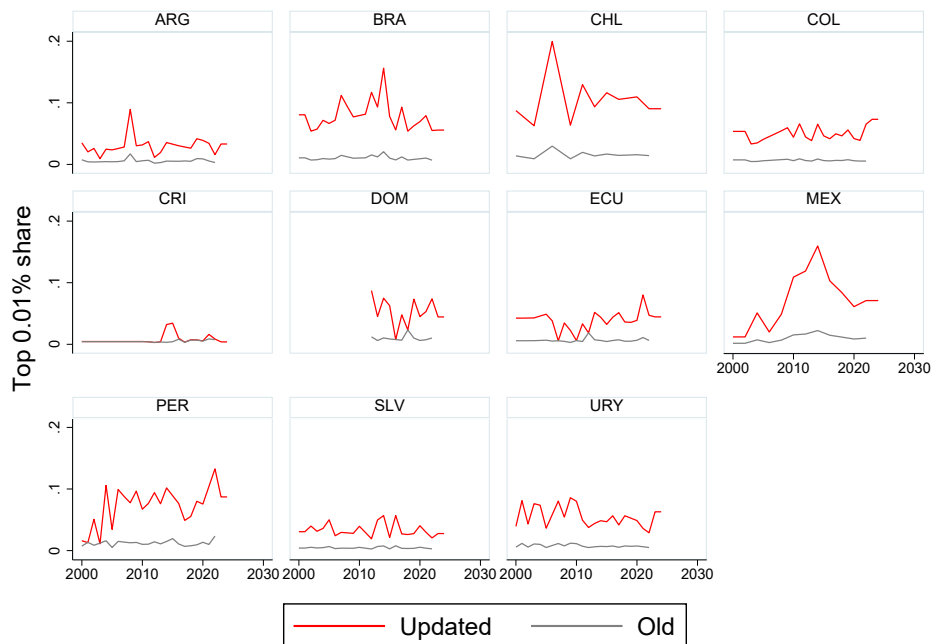 ARG BRA CHL COL
.2
.1
0
CRI DOM ECU MEX
.2
.1
0
2000 2010 2020 2030
PER SLV URY
.2
.1
0
2000 2010 2020 2030 2000 2010 2020 2030 2000 2010 2020 2030
Top 0.01% share
Updated Old